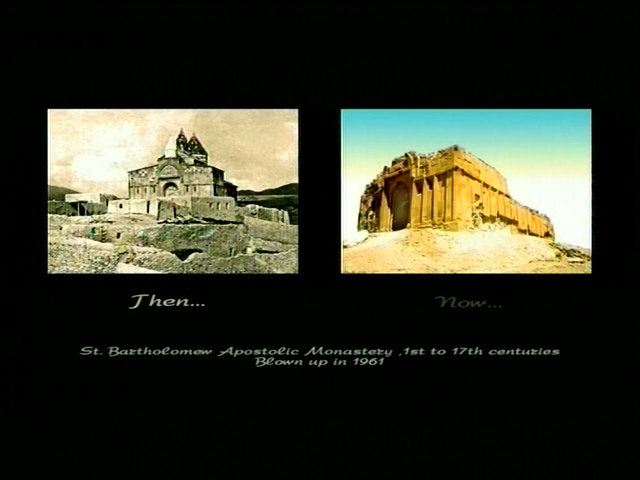 Then...
Now...
St. Bartholomew Apostolic Monastery ,1st to 17th centuries
Blown up in 1961